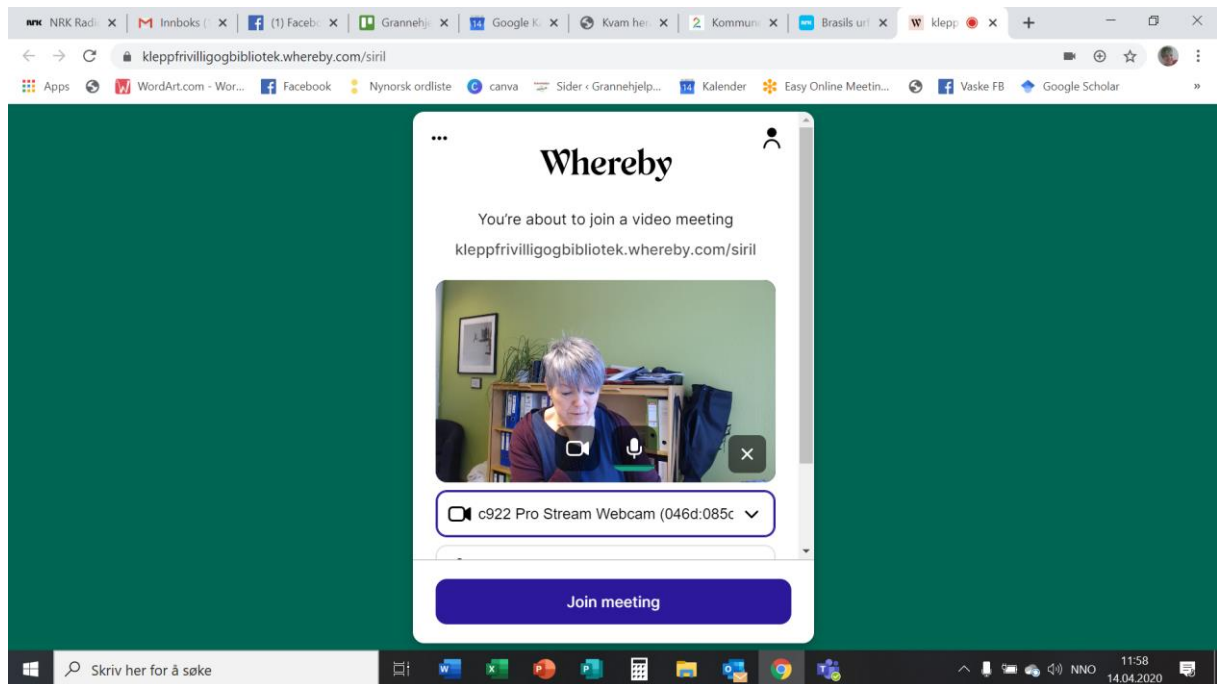 NRK Radi
Innboks (
(1) Facebo
Grannehj
Google K
Kvam her
Kommun
Brasils url
klepp
kleppfrivilligogbibliotek.whereby.com/siril
Apps
WordArt.com - Wor...
Facebook
Nynorsk ordliste
canva
Sider ‹ Grannehjelp...
Kalender
Easy Online Meetin...
Vaske FB
Google Scholar
»
Whereby
You're about to join a video meeting
kleppfrivilligogbibliotek.whereby.com/siril
c922 Pro Stream Webcam (046d:085c
Join meeting
Skriv her for å søke
NNO
11:58
14.04.2020